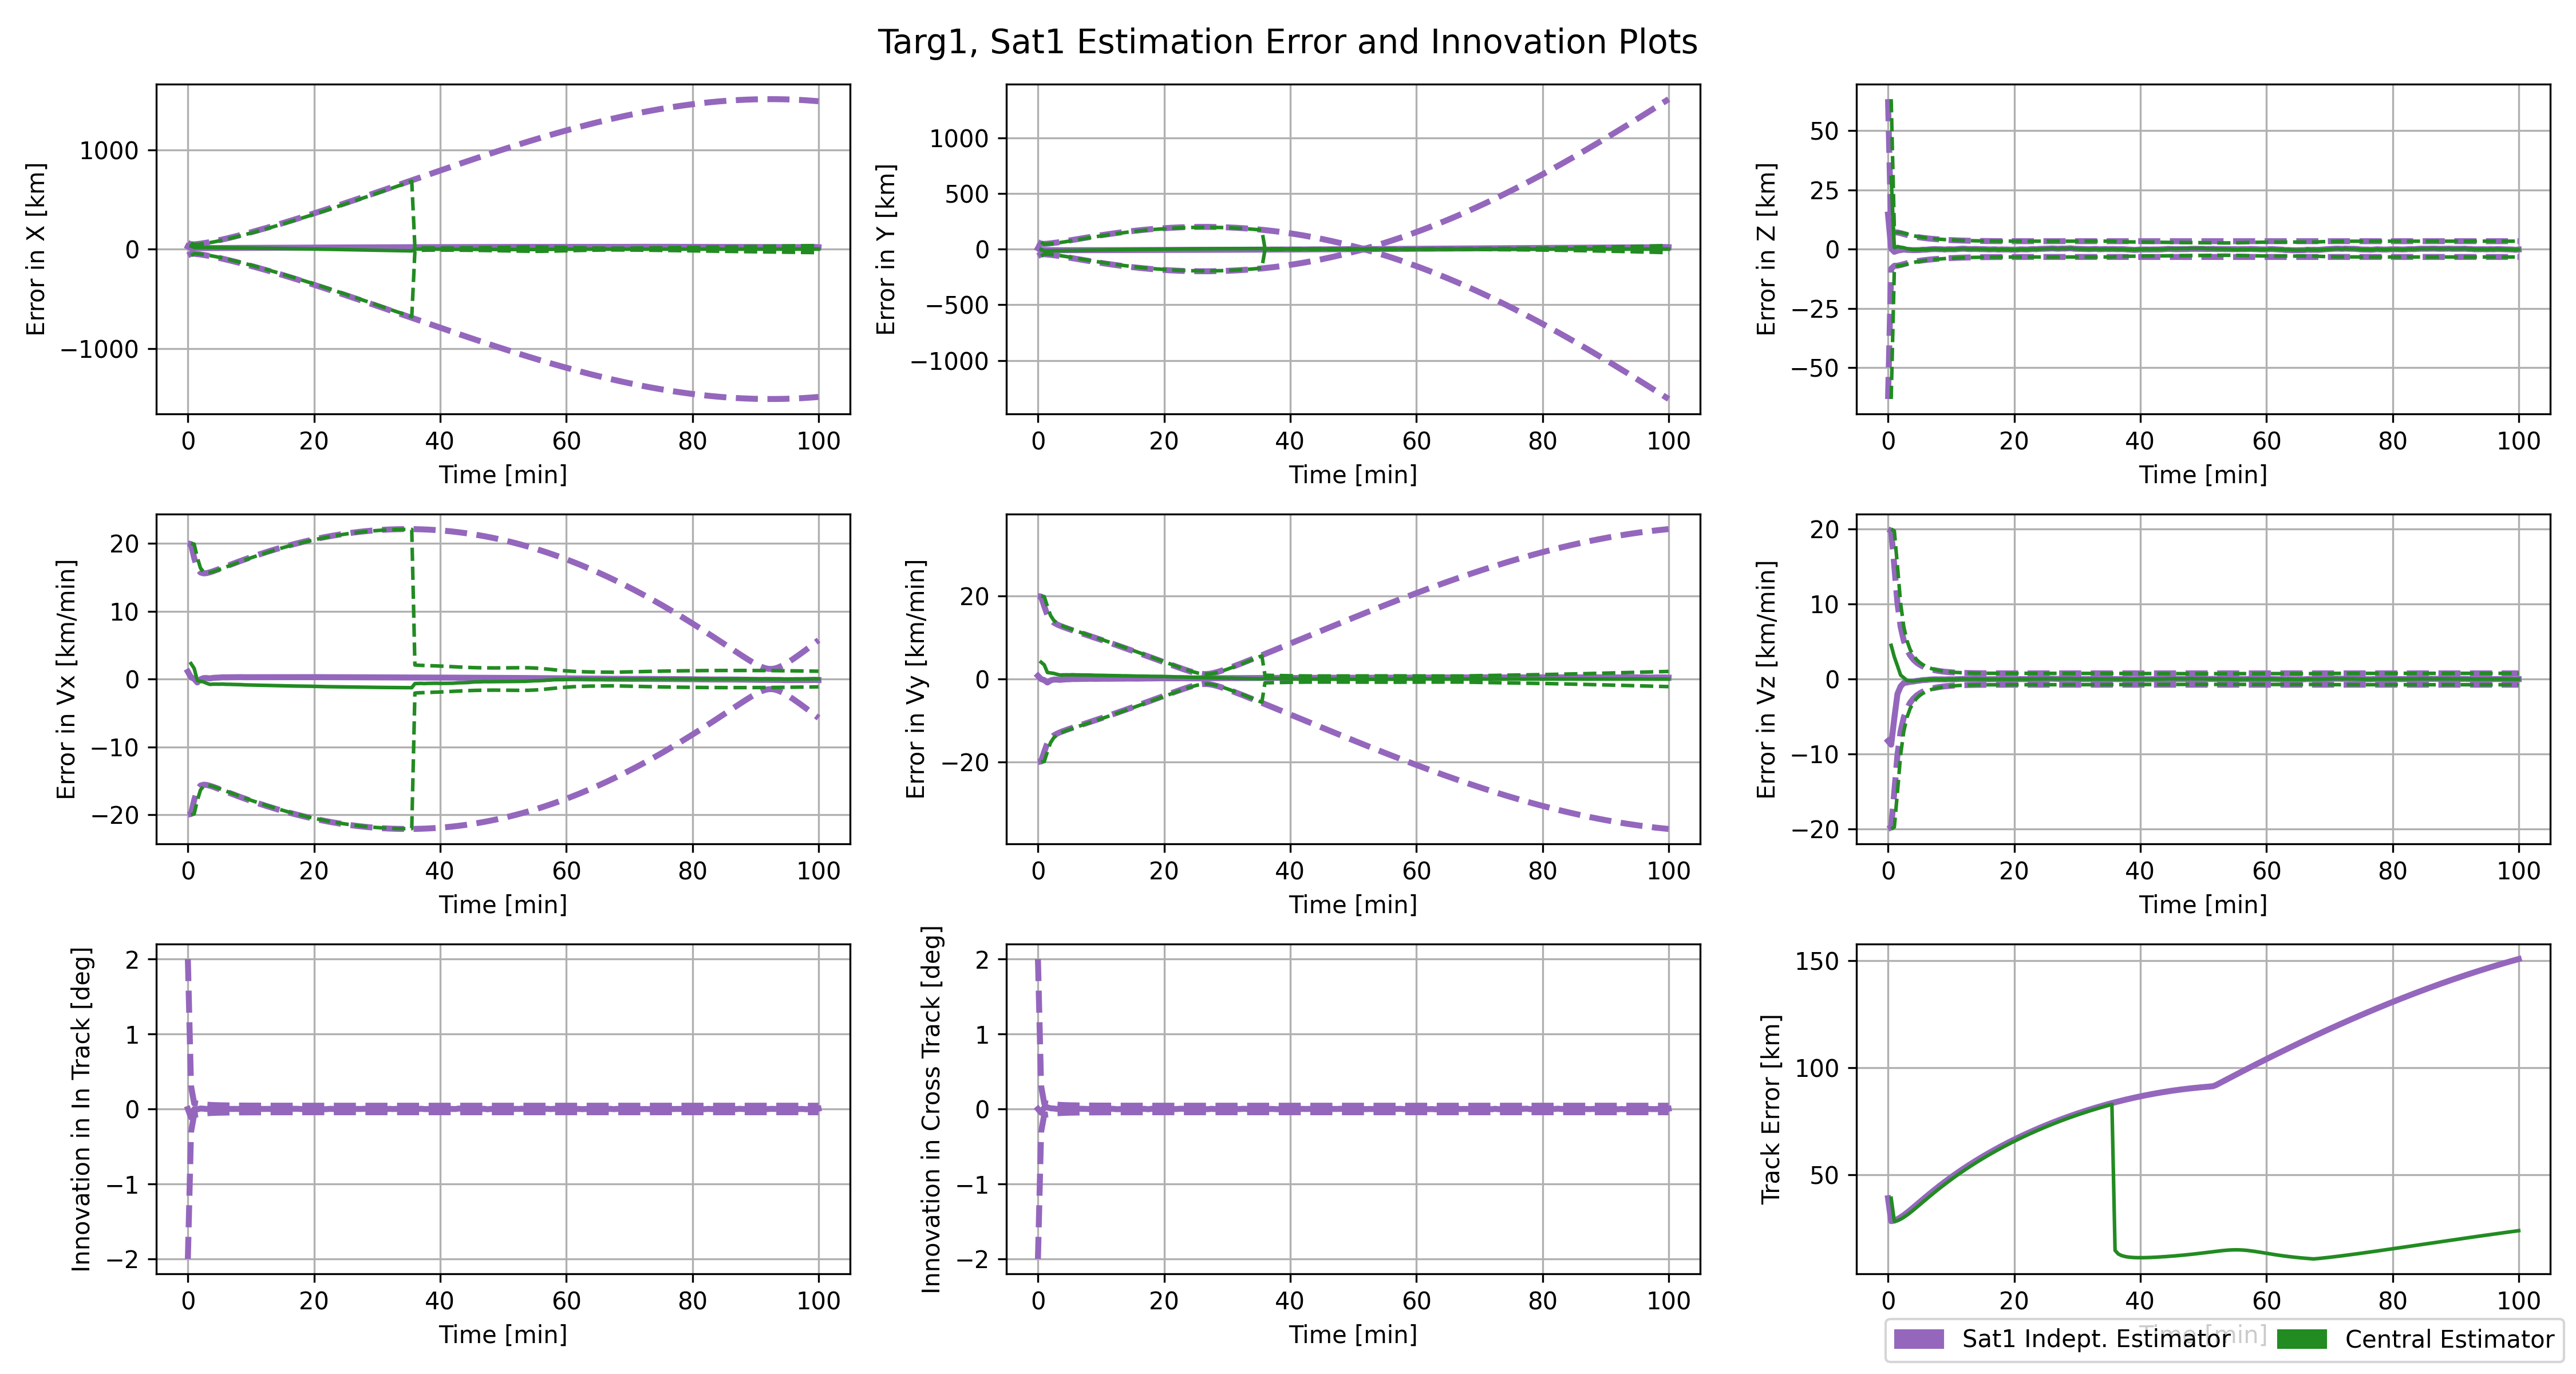 Targ1, Sat1 Estimation Error and Innovation Plots
Error in X [km]
1000
0
−1000
0 20 40 60 80 100
Time [min]
Error in Y [km]
1000
500
0
−500
−1000
0 20 40 60 80 100
Time [min]
Error in Z [km]
50
25
0
−25
−50
0 20 40 60 80 100
Time [min]
Error in Vx [km/min]
20
10
0
−10
−20
0 20 40 60 80 100
Time [min]
Error in Vy [km/min]
20
0
−20
0 20 40 60 80 100
Time [min]
Error in Vz [km/min]
20
10
0
−10
−20
0 20 40 60 80 100
Time [min]
Innovation in In Track [deg]
2
1
0
−1
−2
0 20 40 60 80 100
Time [min]
Innovation in Cross Track [deg]
2
1
0
−1
−2
0 20 40 60 80 100
Time [min]
Track Error [km]
150
100
50
0 20 40 60 80 100
Time [min]
Sat1 Indept. Estimator
Central Estimator